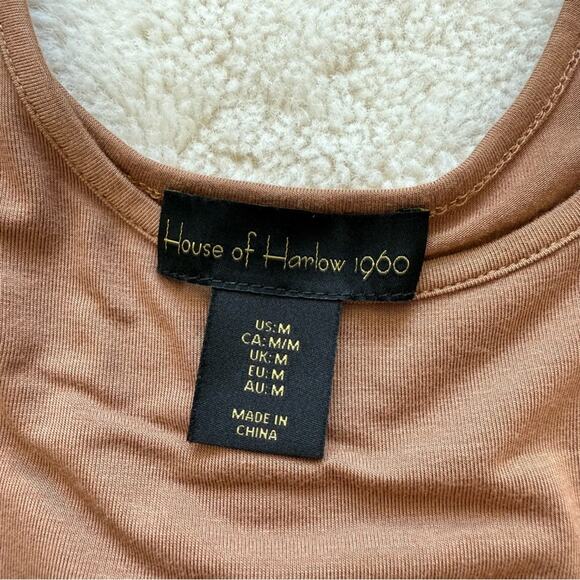 House of Harlow 1960
US: M
CA: M/M
UK: M
EU: M
AU: M
MADE IN
CHINA